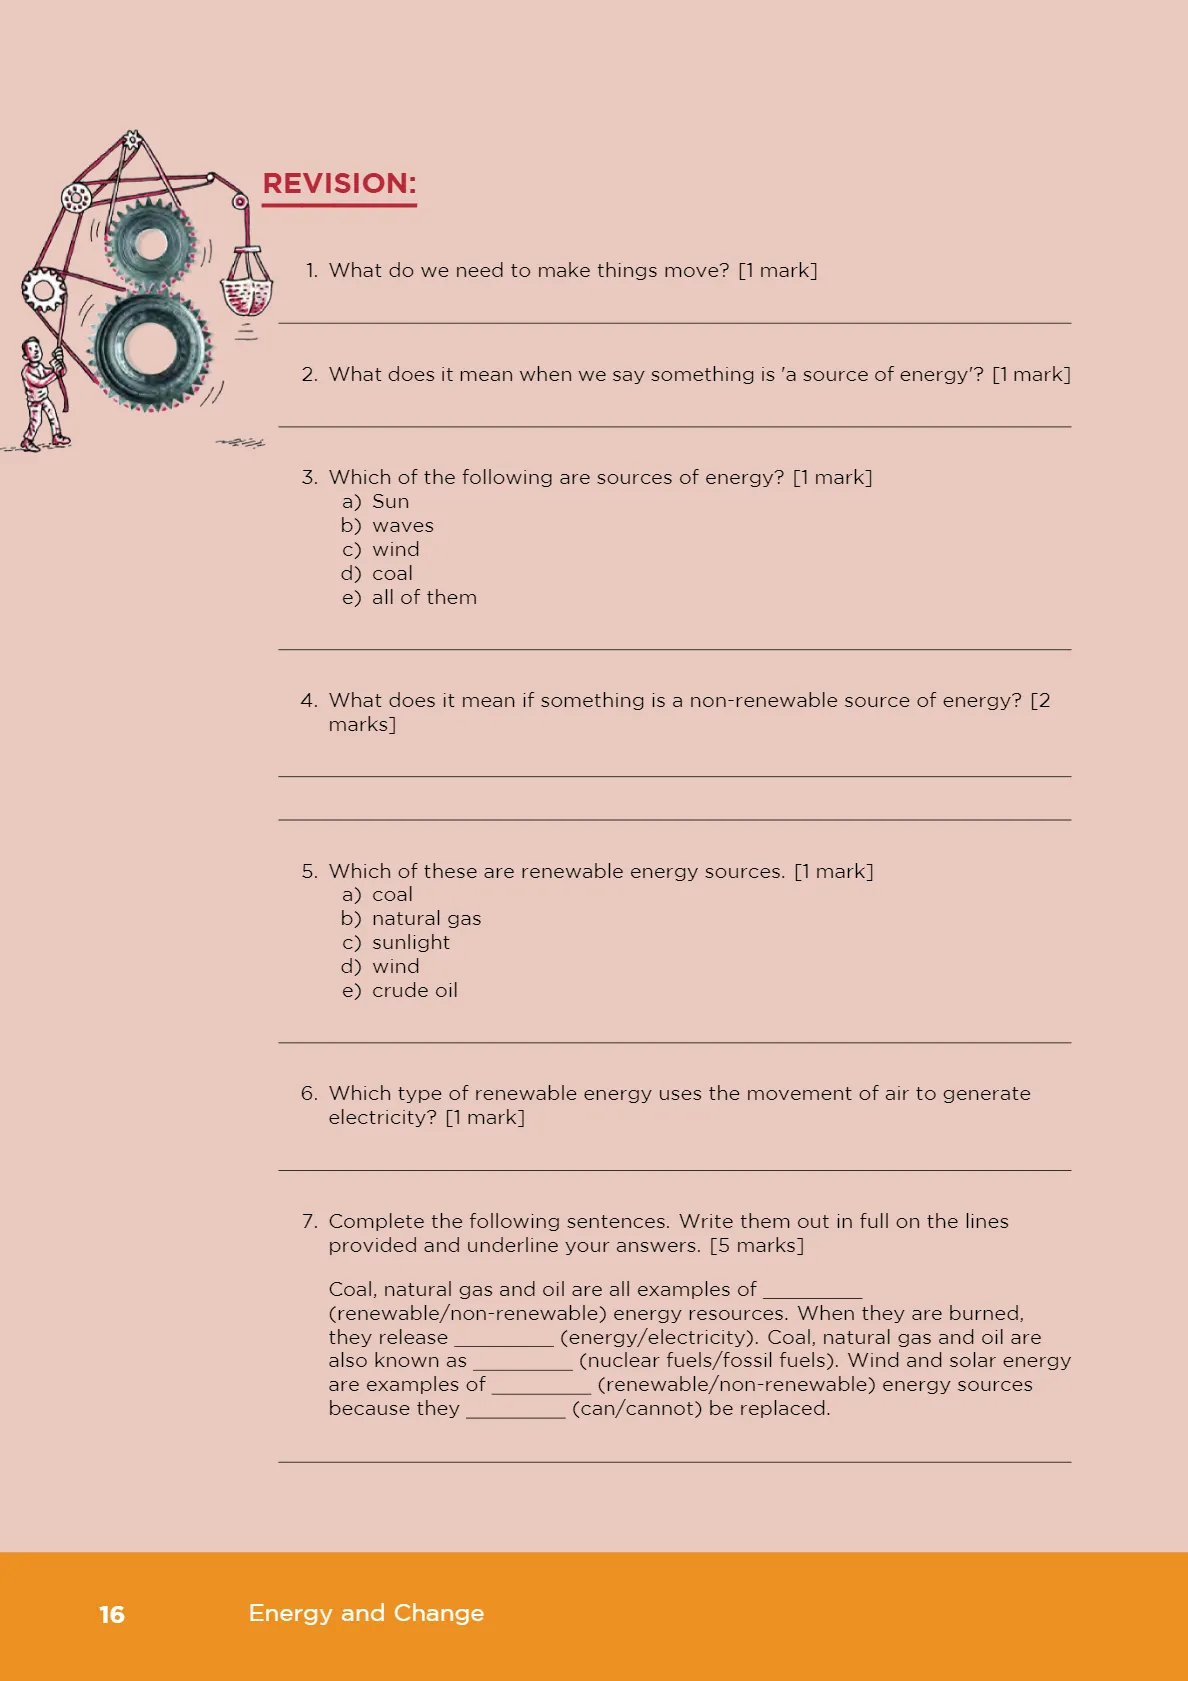 REVISION:
1. What do we need to make things move? [1 mark]
2. What does it mean when we say something is 'a source of energy'? [1 mark]
3. Which of the following are sources of energy? [1 mark]
a) Sun
b) waves
c) wind
d) coal
e) all of them
4. What does it mean if something is a non-renewable source of energy? [2
marks]
5. Which of these are renewable energy sources. [1 mark]
a) coal
b) natural gas
c) sunlight
d) wind
e) crude oil
6. Which type of renewable energy uses the movement of air to generate
electricity? [1 mark]
7. Complete the following sentences. Write them out in full on the lines
provided and underline your answers. [5 marks]
Coal, natural gas and oil are all examples of _________
(renewable/non-renewable) energy resources. When they are burned,
they release _________ (energy/electricity). Coal, natural gas and oil are
also known as _________ (nuclear fuels/fossil fuels). Wind and solar energy
are examples of _________ (renewable/non-renewable) energy sources
because they _________ (can/cannot) be replaced.
16 Energy and Change